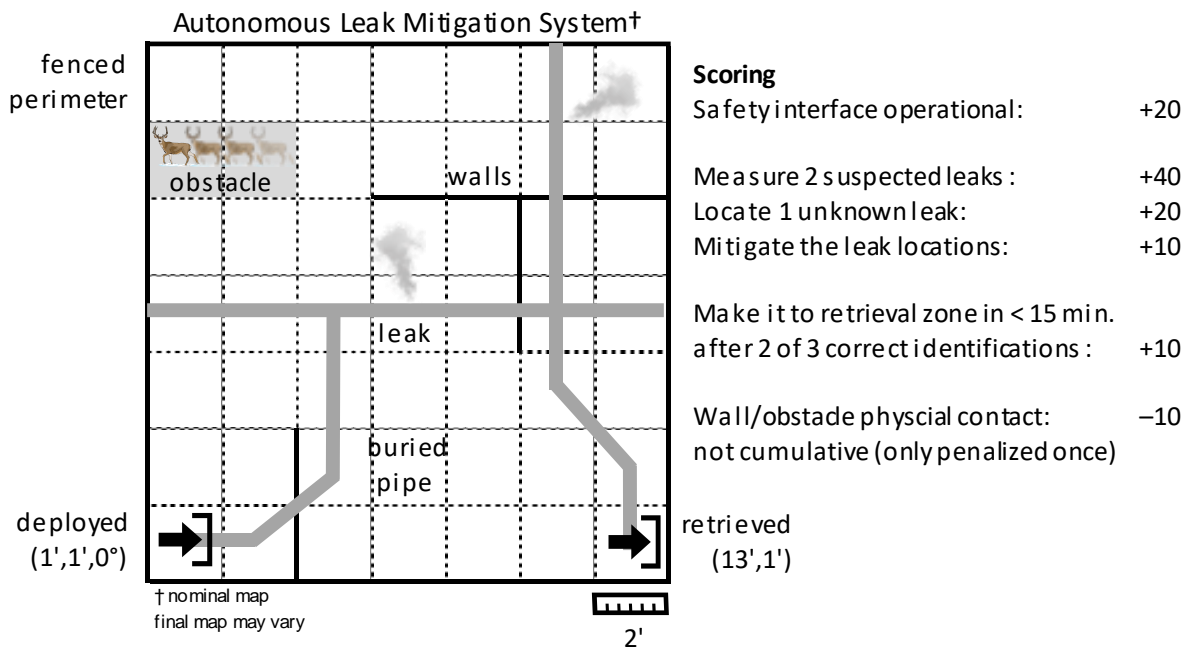 Autonomous Leak Mitigation System†
fenced
perimeter
obstacle
walls
leak
buried
pipe
deployed
(1',1',0°)
retrieved
(13',1')
† nominal map
final map may vary
2'
Scoring
Safety interface operational: +20
Measure 2 suspected leaks : +40
Locate 1 unknown leak: +20
Mitigate the leak locations: +10
Make it to retrieval zone in < 15 min.
after 2 of 3 correct identifications : +10
Wall/obstacle physcial contact: –10
not cumulative (only penalized once)